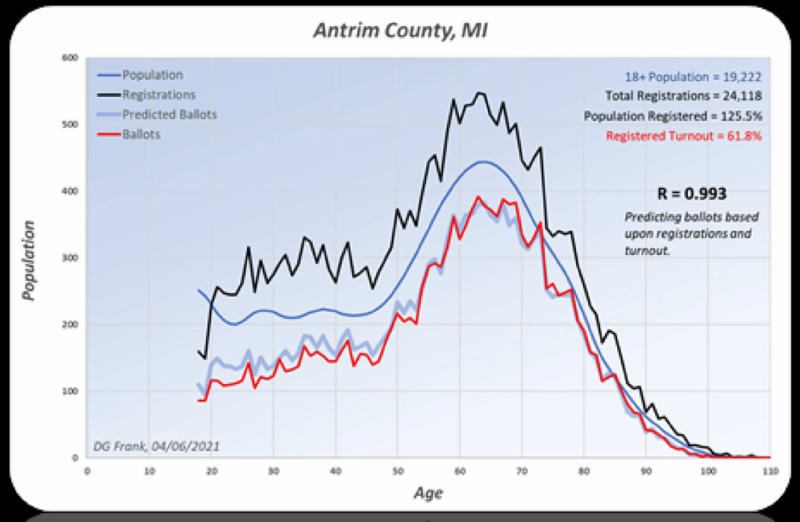 Antrim County, MI
600
500
400
300
200
100
0
Population
Population
Registrations
Predicted Ballots
Ballots
18+ Population = 19,222
Total Registrations = 24,118
Population Registered = 125.5%
Registered Turnout = 61.8%
R = 0.993
Predicting ballots based
upon registrations and
turnout.
DG Frank, 04/06/2021
0 10 20 30 40 50 60 70 80 90 100 110
Age